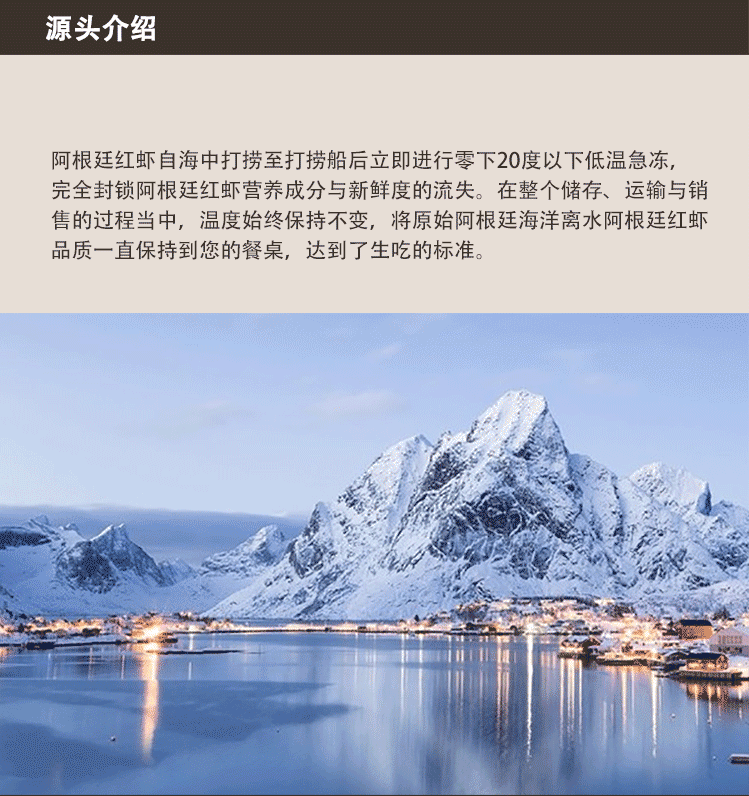 源头介绍
阿根廷红虾自海中打捞至打捞船后立即进行零下20度以下低温急冻，
完全封锁阿根廷红虾营养成分与新鲜度的流失。在整个储存、运输与销
售的过程当中，温度始终保持不变，将原始阿根廷海洋离水阿根廷红虾
品质一直保持到您的餐桌，达到了生吃的标准。